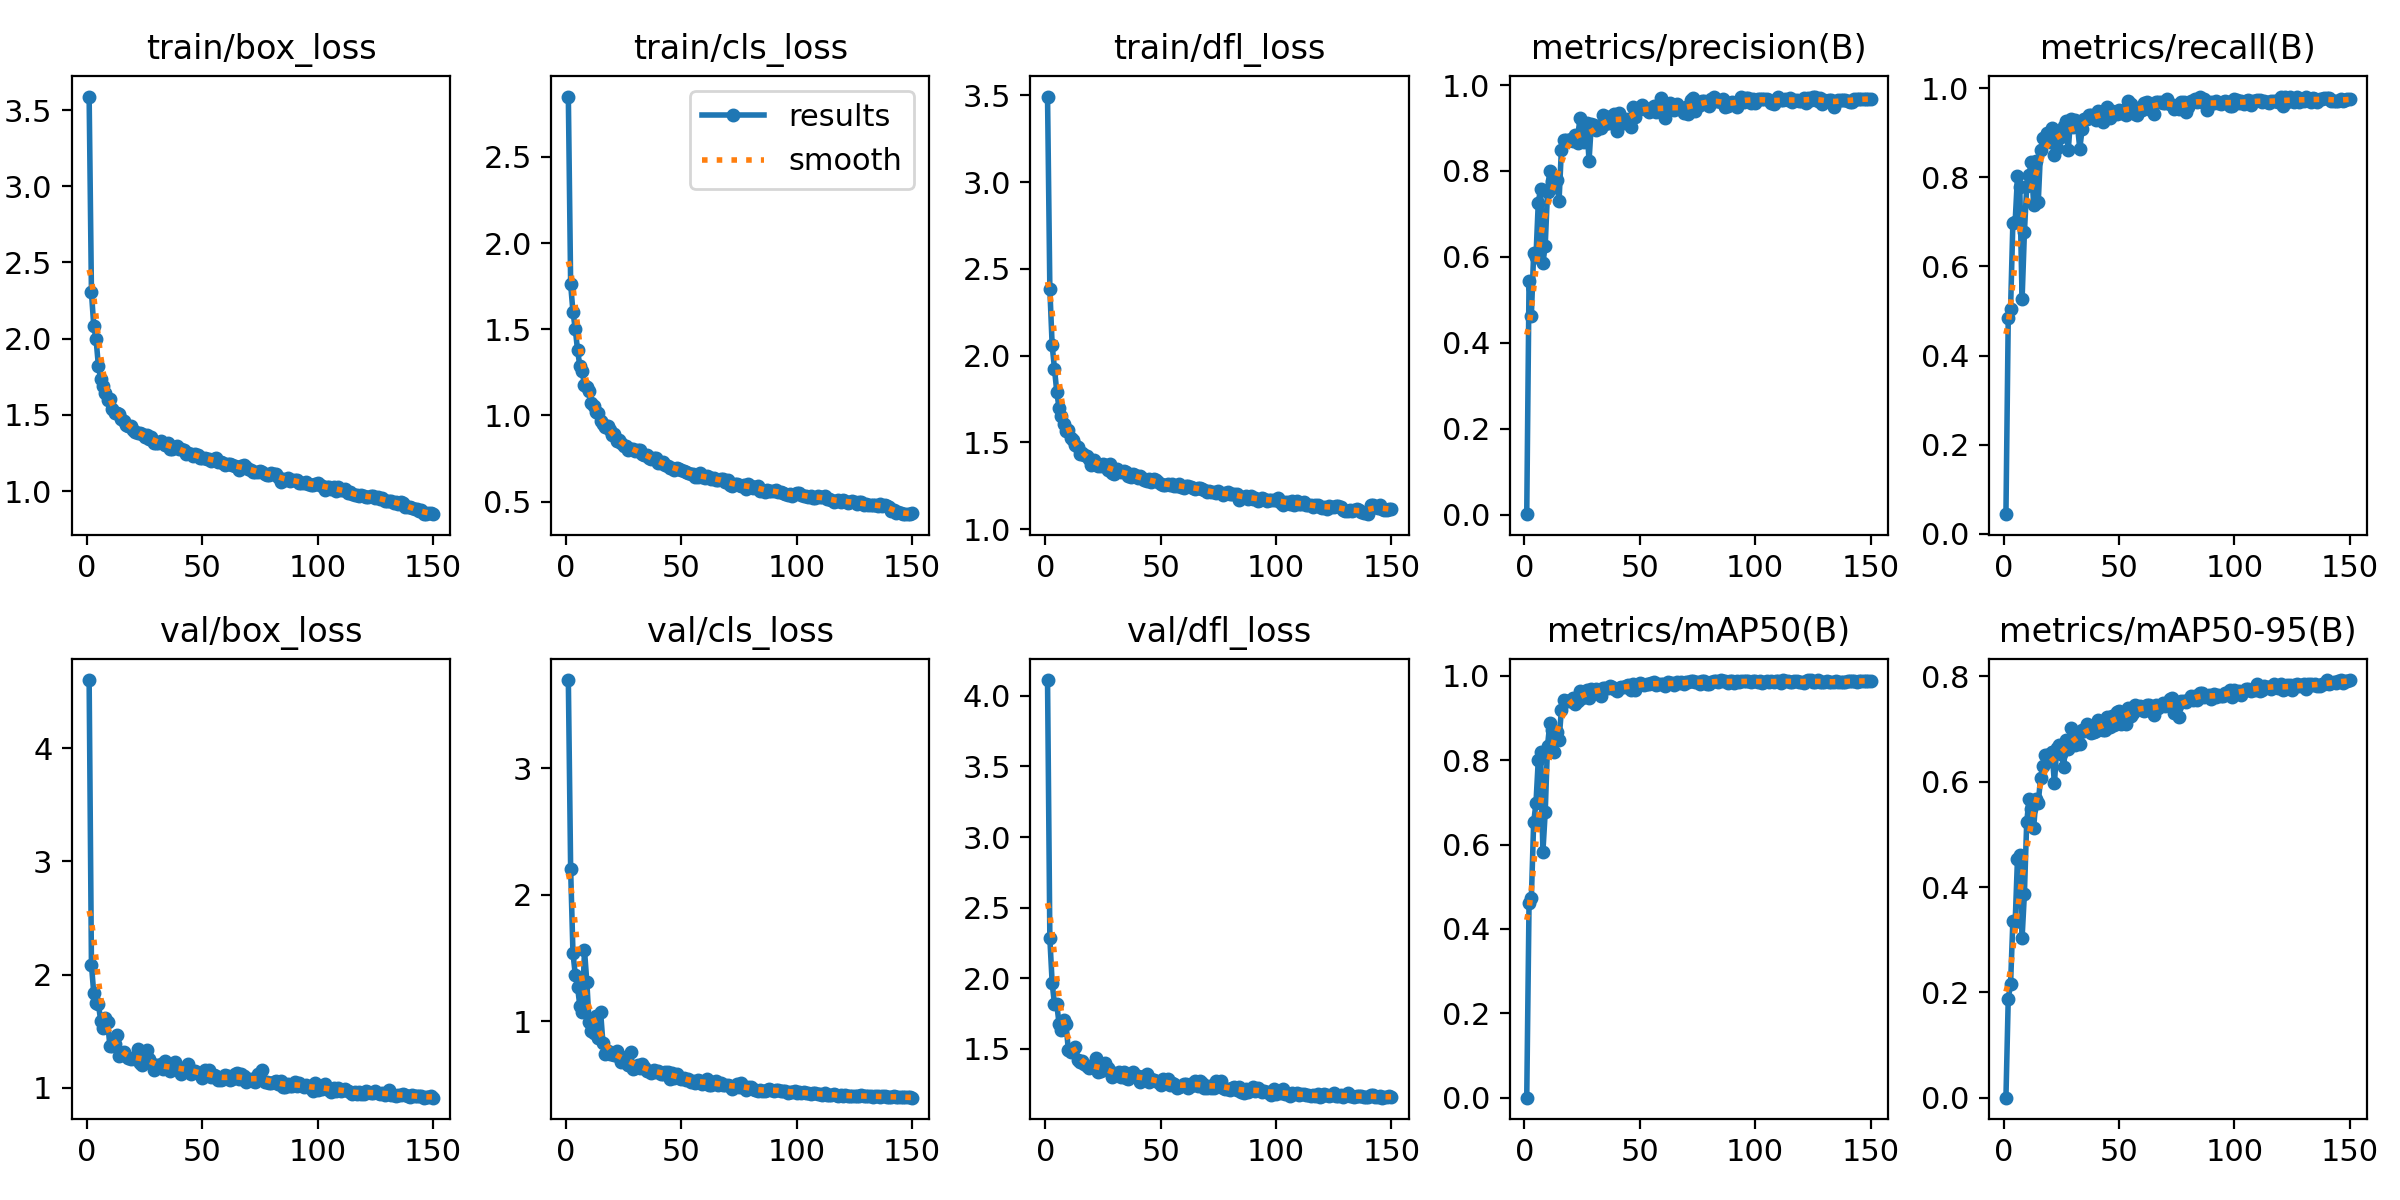 train/box_loss
3.5
3.0
2.5
2.0
1.5
1.0
0 50 100 150
train/cls_loss
results
smooth
2.5
2.0
1.5
1.0
0.5
0 50 100 150
train/dfl_loss
3.5
3.0
2.5
2.0
1.5
1.0
0 50 100 150
metrics/precision(B)
1.0
0.8
0.6
0.4
0.2
0.0
0 50 100 150
metrics/recall(B)
1.0
0.8
0.6
0.4
0.2
0.0
0 50 100 150
val/box_loss
4
3
2
1
0 50 100 150
val/cls_loss
3
2
1
0 50 100 150
val/dfl_loss
4.0
3.5
3.0
2.5
2.0
1.5
0 50 100 150
metrics/mAP50(B)
1.0
0.8
0.6
0.4
0.2
0.0
0 50 100 150
metrics/mAP50-95(B)
0.8
0.6
0.4
0.2
0.0
0 50 100 150